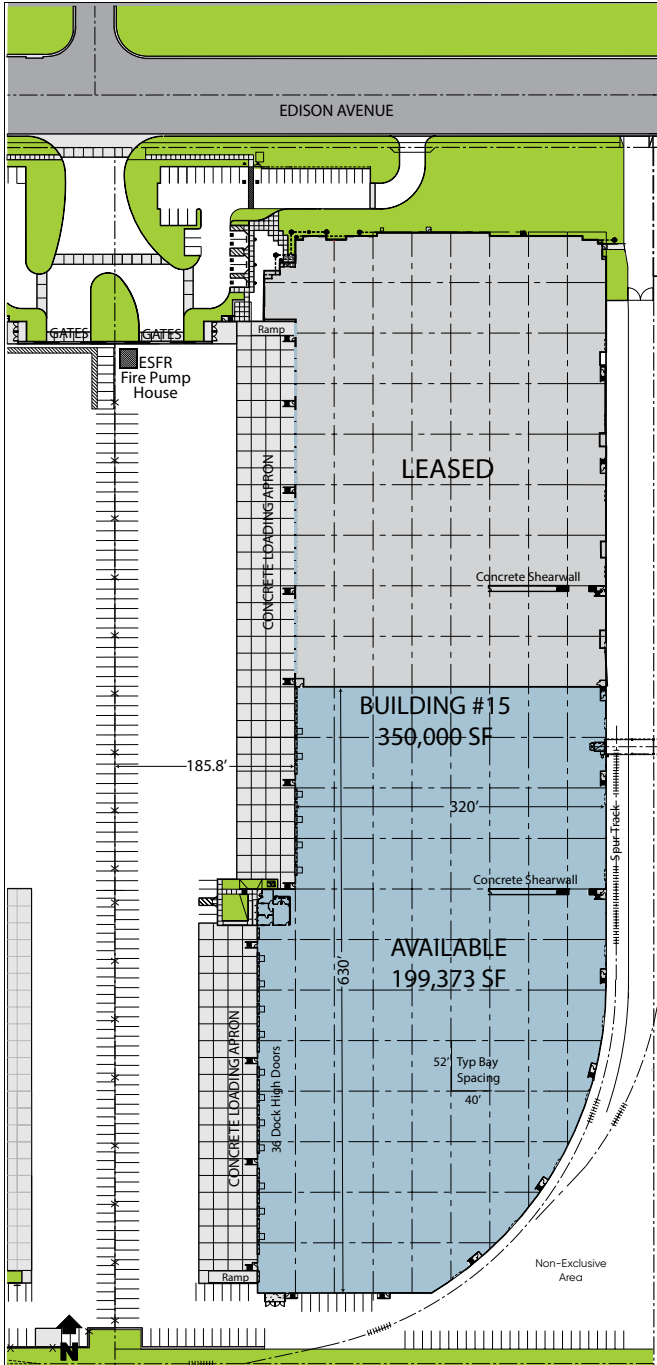 EDISON AVENUE
GATES
GATES
Ramp
ESFR
Fire Pump
House
LEASED
CONCRETE LOADING APRON
Concrete Shearwall
BUILDING #15
350,000 SF
185.8’
320’
Spur Track
Concrete Shearwall
AVAILABLE
199,373 SF
630’
CONCRETE LOADING APRON
36 Dock High Doors
52’ Typ Bay
Spacing
40’
Non-Exclusive
Area
Ramp
N